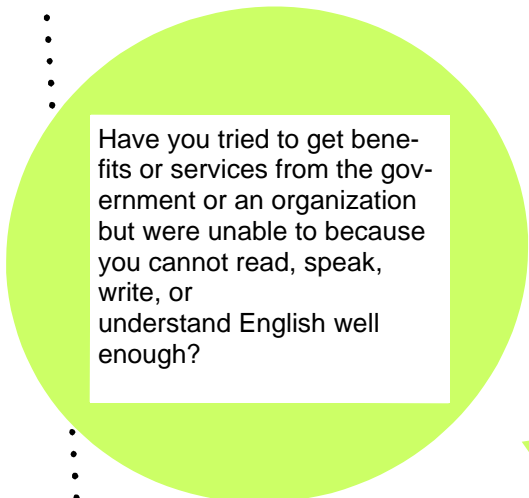 Have you tried to get bene-
fits or services from the gov-
ernment or an organization
but were unable to because
you cannot read, speak,
write, or
understand English well
enough?